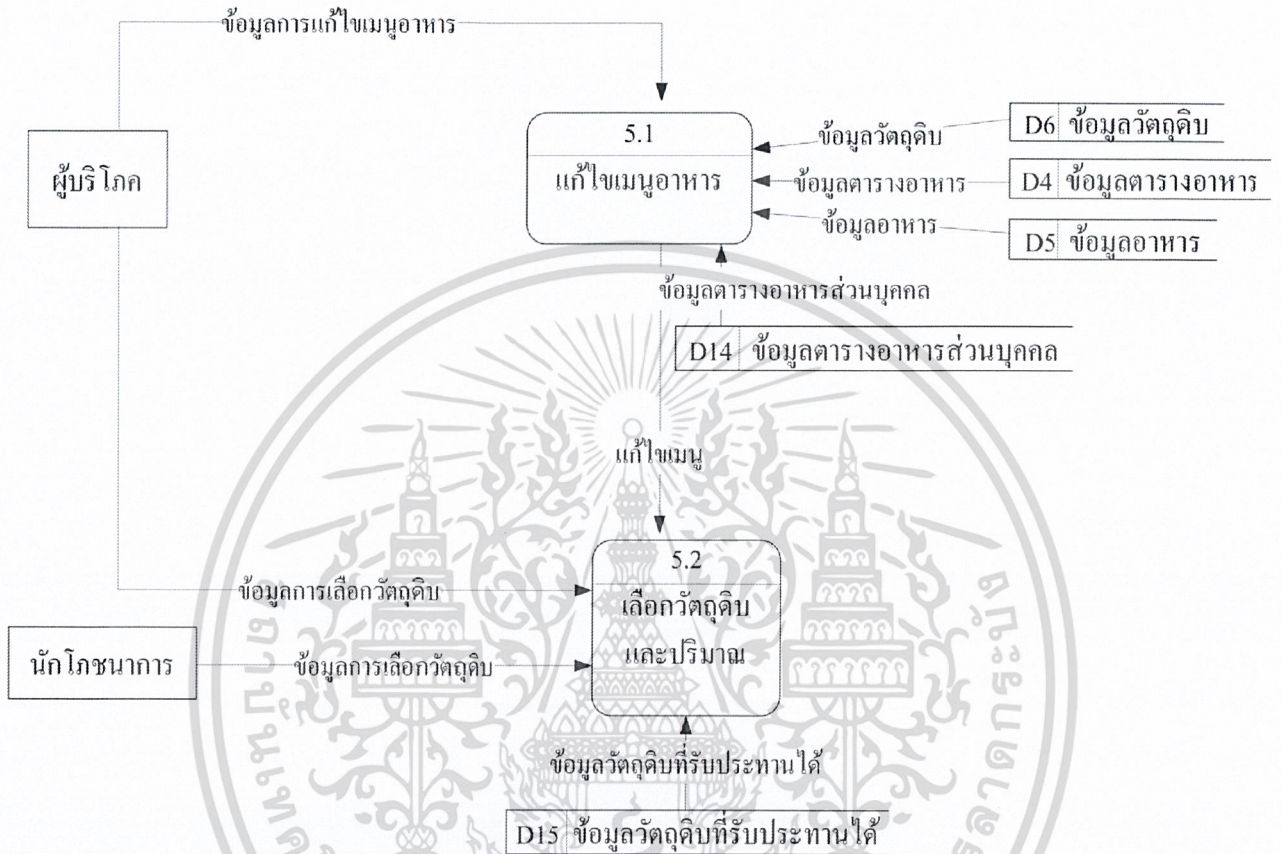 ข้อมูลการแก้ไขเมนูอาหาร
ผู้บริโภค
5.1
แก้ไขเมนูอาหาร
ข้อมูลวัตถุดิบ
D6 ข้อมูลวัตถุดิบ
ข้อมูลตารางอาหาร
D4 ข้อมูลตารางอาหาร
ข้อมูลอาหาร
D5 ข้อมูลอาหาร
ข้อมูลตารางอาหารส่วนบุคคล
D14 ข้อมูลตารางอาหารส่วนบุคคล
แก้ไขเมนู
5.2
เลือกวัตถุดิบ
และปริมาณ
ข้อมูลการเลือกวัตถุดิบ
นักโภชนาการ
ข้อมูลการเลือกวัตถุดิบ
ข้อมูลวัตถุดิบที่รับประทานได้
D15 ข้อมูลวัตถุดิบที่รับประทานได้